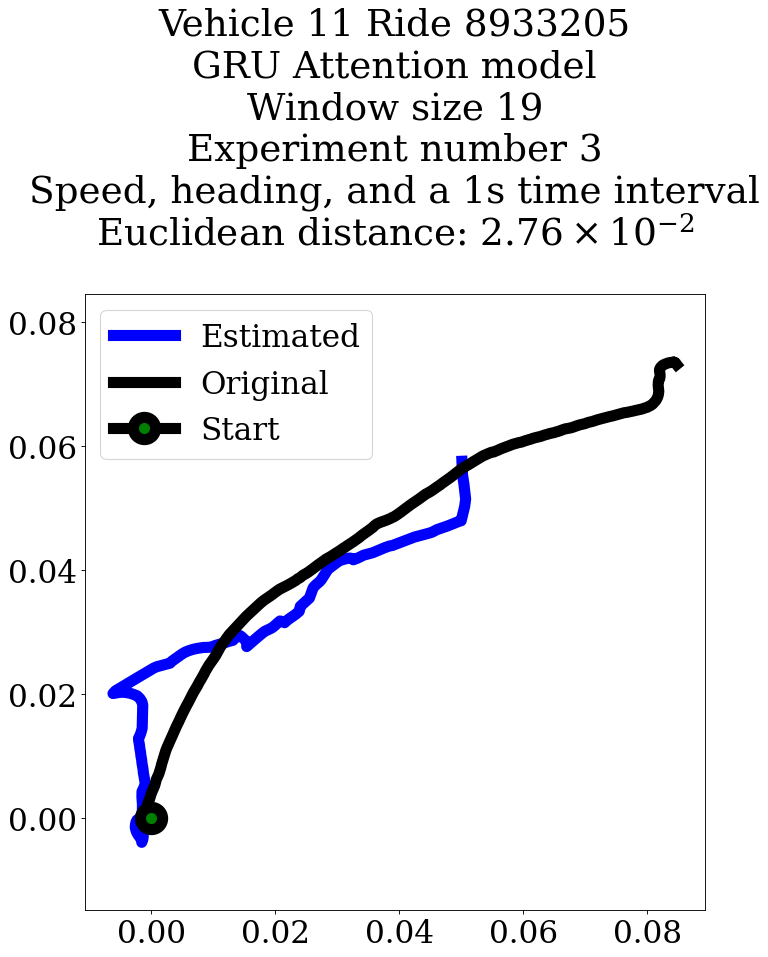 Vehicle 11 Ride 8933205
GRU Attention model
Window size 19
Experiment number 3
Speed, heading, and a 1s time interval
Euclidean distance: 2.76 × 10⁻²
Estimated
Original
Start
0.08
0.06
0.04
0.02
0.00
0.00 0.02 0.04 0.06 0.08